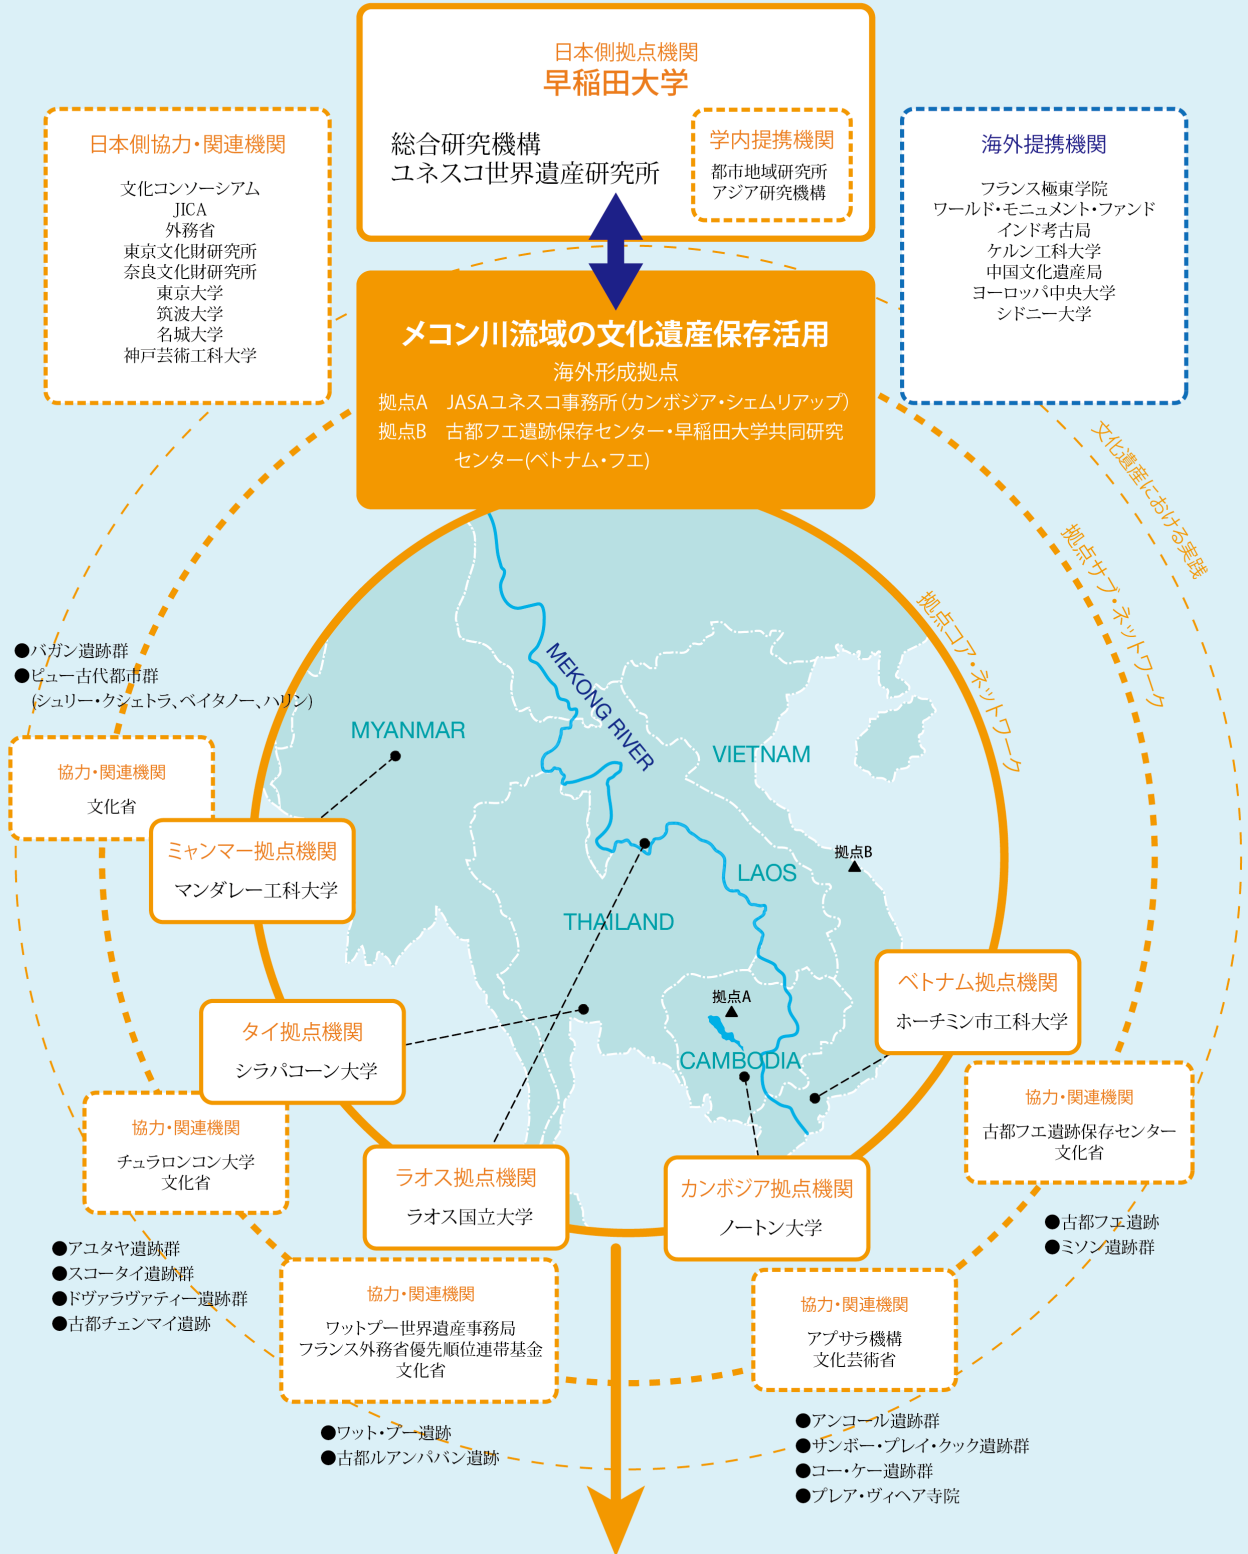 日本側拠点機関
早稲田大学
総合研究機構
ユネスコ世界遺産研究所
学内提携機関
都市地域研究所
アジア研究機構
日本側協力・関連機関
文化コンソーシアム
JICA
外務省
東京文化財研究所
奈良文化財研究所
東京大学
筑波大学
名城大学
神戸芸術工科大学
海外提携機関
フランス極東学院
ワールド・モニュメント・ファンド
インド考古局
ケルン工科大学
中国文化遺産局
ヨーロッパ中央大学
シドニー大学
メコン川流域の文化遺産保存活用
海外形成拠点
拠点A　JASAユネスコ事務所(カンボジア・シェムリアップ)
拠点B　古都フエ遺跡保存センター・早稲田大学共同研究
センター(ベトナム・フエ)
文化遺産における実践
拠点サブ・ネットワーク
拠点コア・ネットワーク
●バガン遺跡群
●ピュー古代都市群
(シュリー・クシェトラ、ベイタノー、ハリン)
MYANMAR
MEKONG RIVER
VIETNAM
LAOS
THAILAND
CAMBODIA
拠点B
拠点A
協力・関連機関
文化省
ミャンマー拠点機関
マンダレー工科大学
タイ拠点機関
シラパコーン大学
協力・関連機関
チュラロンコン大学
文化省
●アユタヤ遺跡群
●スコータイ遺跡群
●ドヴァラヴァティー遺跡群
●古都チェンマイ遺跡
ラオス拠点機関
ラオス国立大学
協力・関連機関
ワットプー世界遺産事務局
フランス外務省優先順位連帯基金
文化省
●ワット・プー遺跡
●古都ルアンパバン遺跡
カンボジア拠点機関
ノートン大学
協力・関連機関
アプサラ機構
文化芸術省
●アンコール遺跡群
●サンボー・プレイ・クック遺跡群
●コー・ケー遺跡群
●プレア・ヴィヘア寺院
ベトナム拠点機関
ホーチミン市工科大学
協力・関連機関
古都フエ遺跡保存センター
文化省
●古都フエ遺跡
●ミソン遺跡群